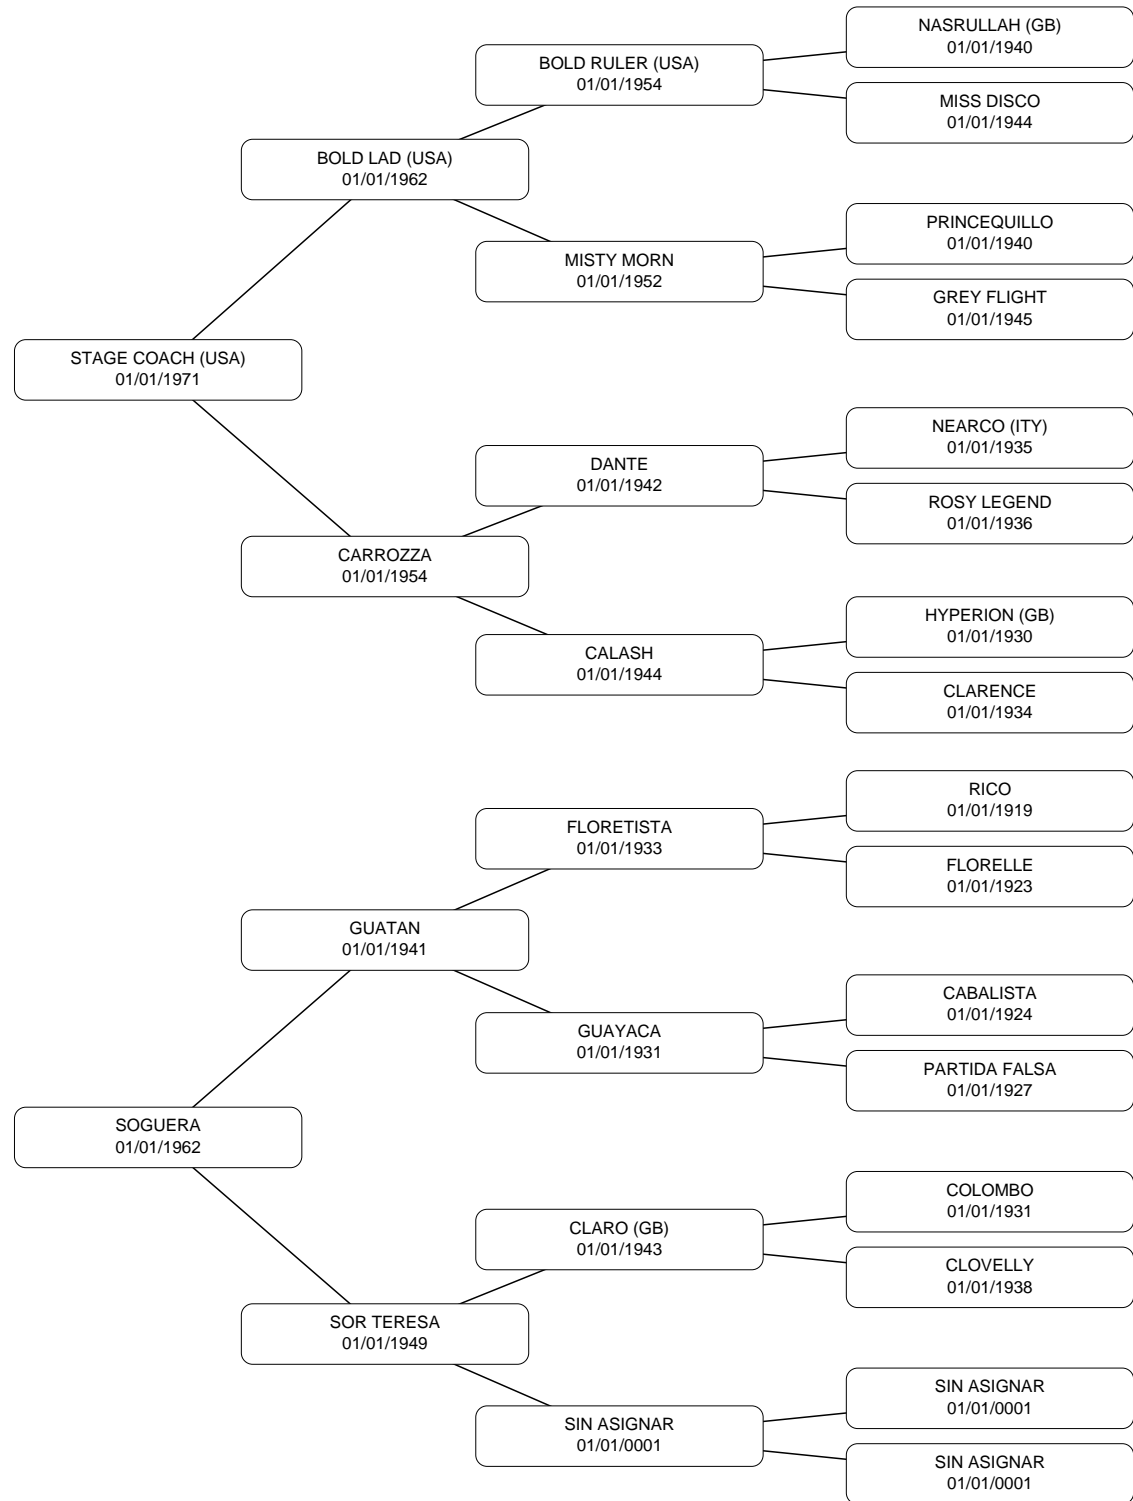 NASRULLAH (GB)
01/01/1940
BOLD RULER (USA)
01/01/1954
MISS DISCO
01/01/1944
BOLD LAD (USA)
01/01/1962
PRINCEQUILLO
01/01/1940
MISTY MORN
01/01/1952
GREY FLIGHT
01/01/1945
STAGE COACH (USA)
01/01/1971
NEARCO (ITY)
01/01/1935
DANTE
01/01/1942
ROSY LEGEND
01/01/1936
CARROZZA
01/01/1954
HYPERION (GB)
01/01/1930
CALASH
01/01/1944
CLARENCE
01/01/1934
RICO
01/01/1919
FLORETISTA
01/01/1933
FLORELLE
01/01/1923
GUATAN
01/01/1941
CABALISTA
01/01/1924
GUAYACA
01/01/1931
PARTIDA FALSA
01/01/1927
SOGUERA
01/01/1962
COLOMBO
01/01/1931
CLARO (GB)
01/01/1943
CLOVELLY
01/01/1938
SOR TERESA
01/01/1949
SIN ASIGNAR
01/01/0001
SIN ASIGNAR
01/01/0001
SIN ASIGNAR
01/01/0001